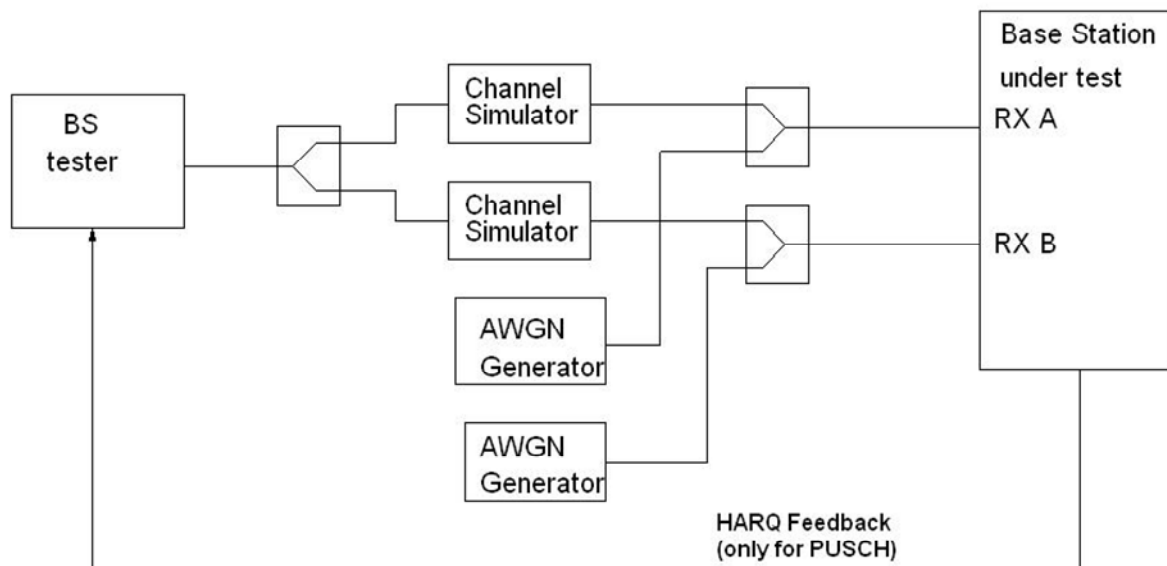 BS
tester
Channel
Simulator
Channel
Simulator
AWGN
Generator
AWGN
Generator
Base Station
under test
RX A
RX B
HARQ Feedback
(only for PUSCH)